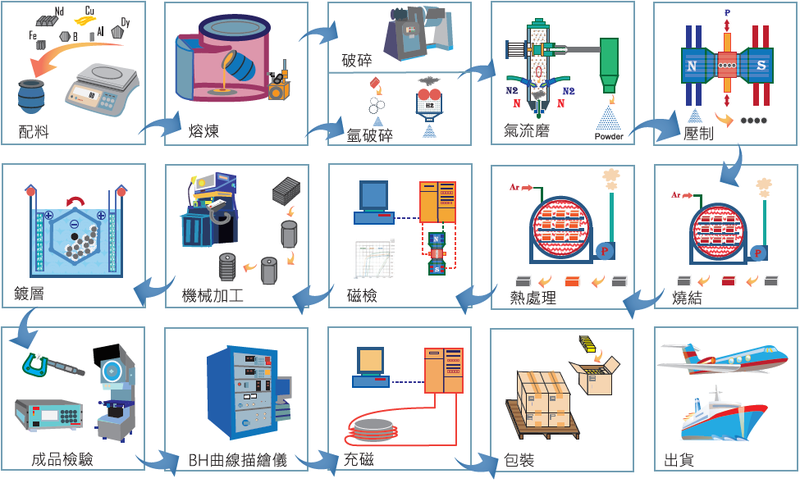 Nd
Cu
Dy
Fe
B
Al
配料
熔煉
破碎
H2
氫破碎
N2
N2
N
N
Powder
氣流磨
P
N
S
P
壓制
鍍層
機械加工
N
S
磁檢
Ar
P
熱處理
Ar
P
燒結
成品檢驗
BH曲線描繪儀
充磁
包裝
出貨